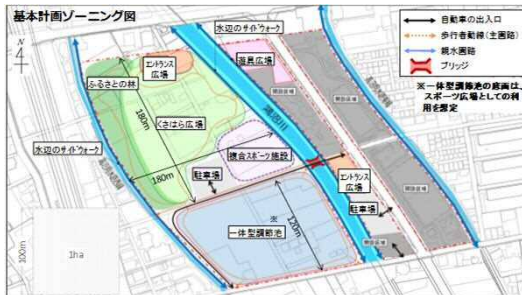 基本計画ゾーニング図
自動車の出入口
歩行者動線(主園路)
親水園路
ブリッジ
※一体型調節池の底面は、
スポーツ広場としての利
用を想定
N
水辺のサイドウォーク
エントランス
広場
遊具広場
ふるさとの林
くさはら広場
180m
180m
水辺のサイドウォーク
複合スポーツ施設
駐車場
エントランス
広場
駐車場
※
120m
一体型調節池
100m
1ha